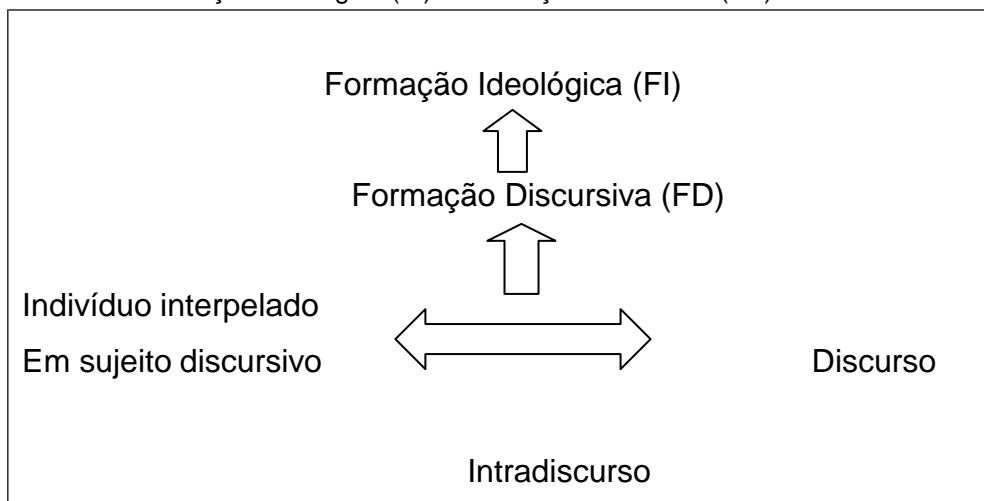 Formação Ideológica (FI)
Formação Discursiva (FD)
Indivíduo interpelado
Em sujeito discursivo
Discurso
Intradiscurso